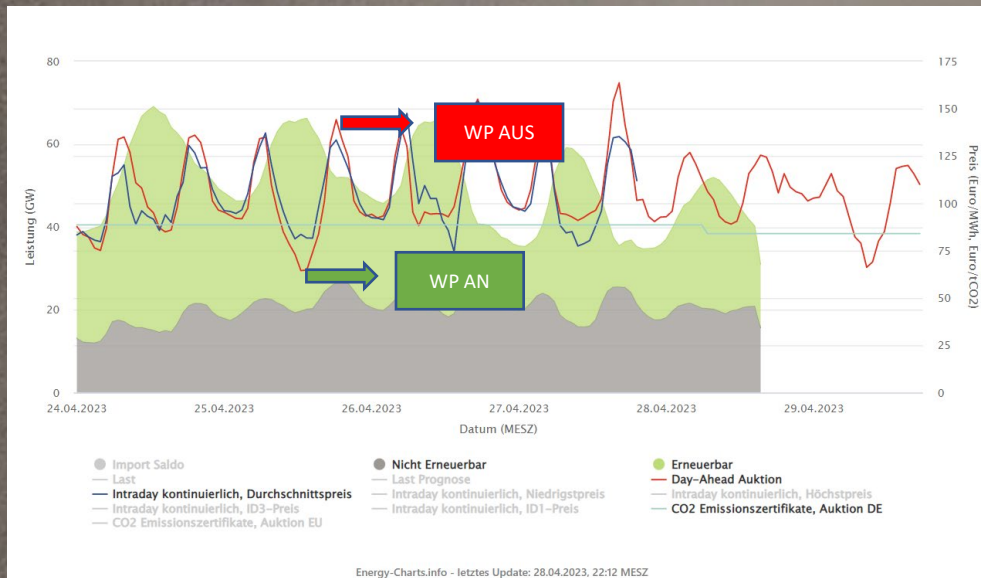 80
60
40
20
0
Leistung (GW)
175
150
125
100
75
50
25
0
Preis (Euro/MWh, Euro/tCO2)
WP AUS
WP AN
24.04.2023 25.04.2023 26.04.2023 27.04.2023 28.04.2023 29.04.2023
Datum (MESZ)
Import Saldo Nicht Erneuerbar Erneuerbar
Last Last Prognose Day-Ahead Auktion
Intraday kontinuierlich, Durchschnittspreis Intraday kontinuierlich, Niedrigstpreis Intraday kontinuierlich, Höchstpreis
Intraday kontinuierlich, ID3-Preis Intraday kontinuierlich, ID1-Preis CO2 Emissionszertifikate, Auktion DE
CO2 Emissionszertifikate, Auktion EU
Energy-Charts.info - letztes Update: 28.04.2023, 22:12 MESZ